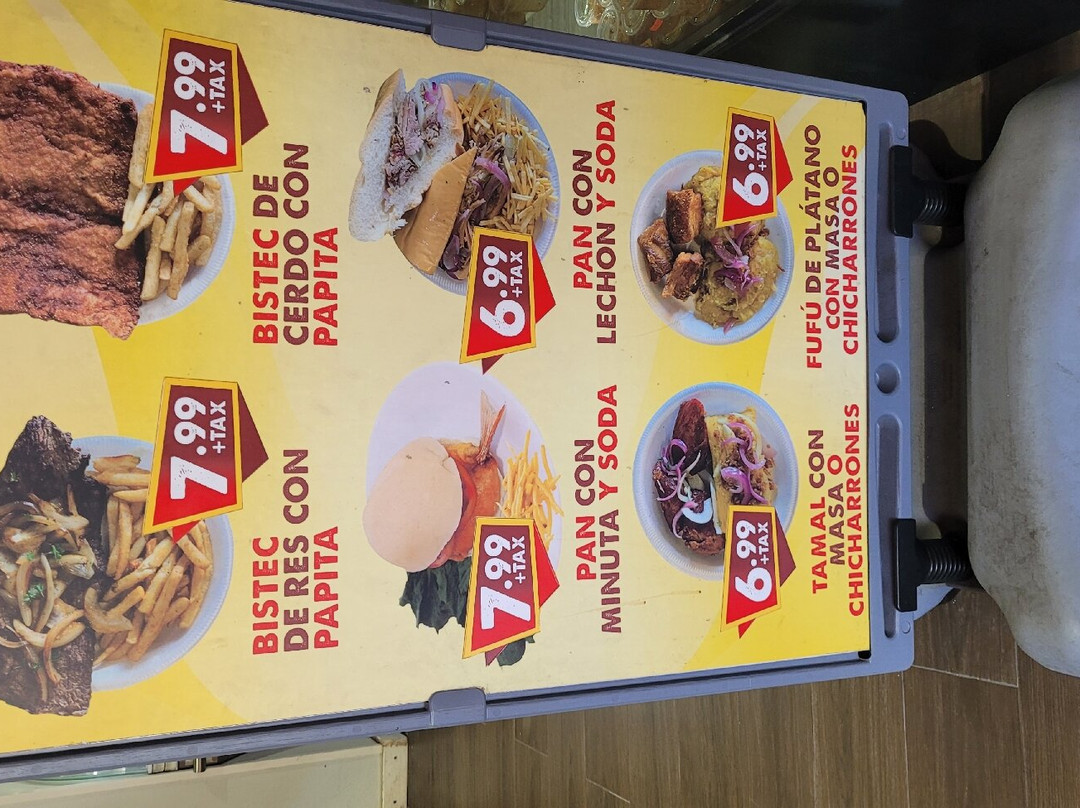 7.99
+TAX
BISTEC
DE RES CON
PAPITA
7.99
+TAX
BISTEC DE
CERDO CON
PAPITA
7.99
+TAX
PAN CON
MINUTA Y SODA
6.99
+TAX
PAN CON
LECHON Y SODA
6.99
+TAX
TAMAL CON
MASA O
CHICHARRONES
6.99
+TAX
FUFÚ DE PLÁTANO
CON MASA O
CHICHARRONES